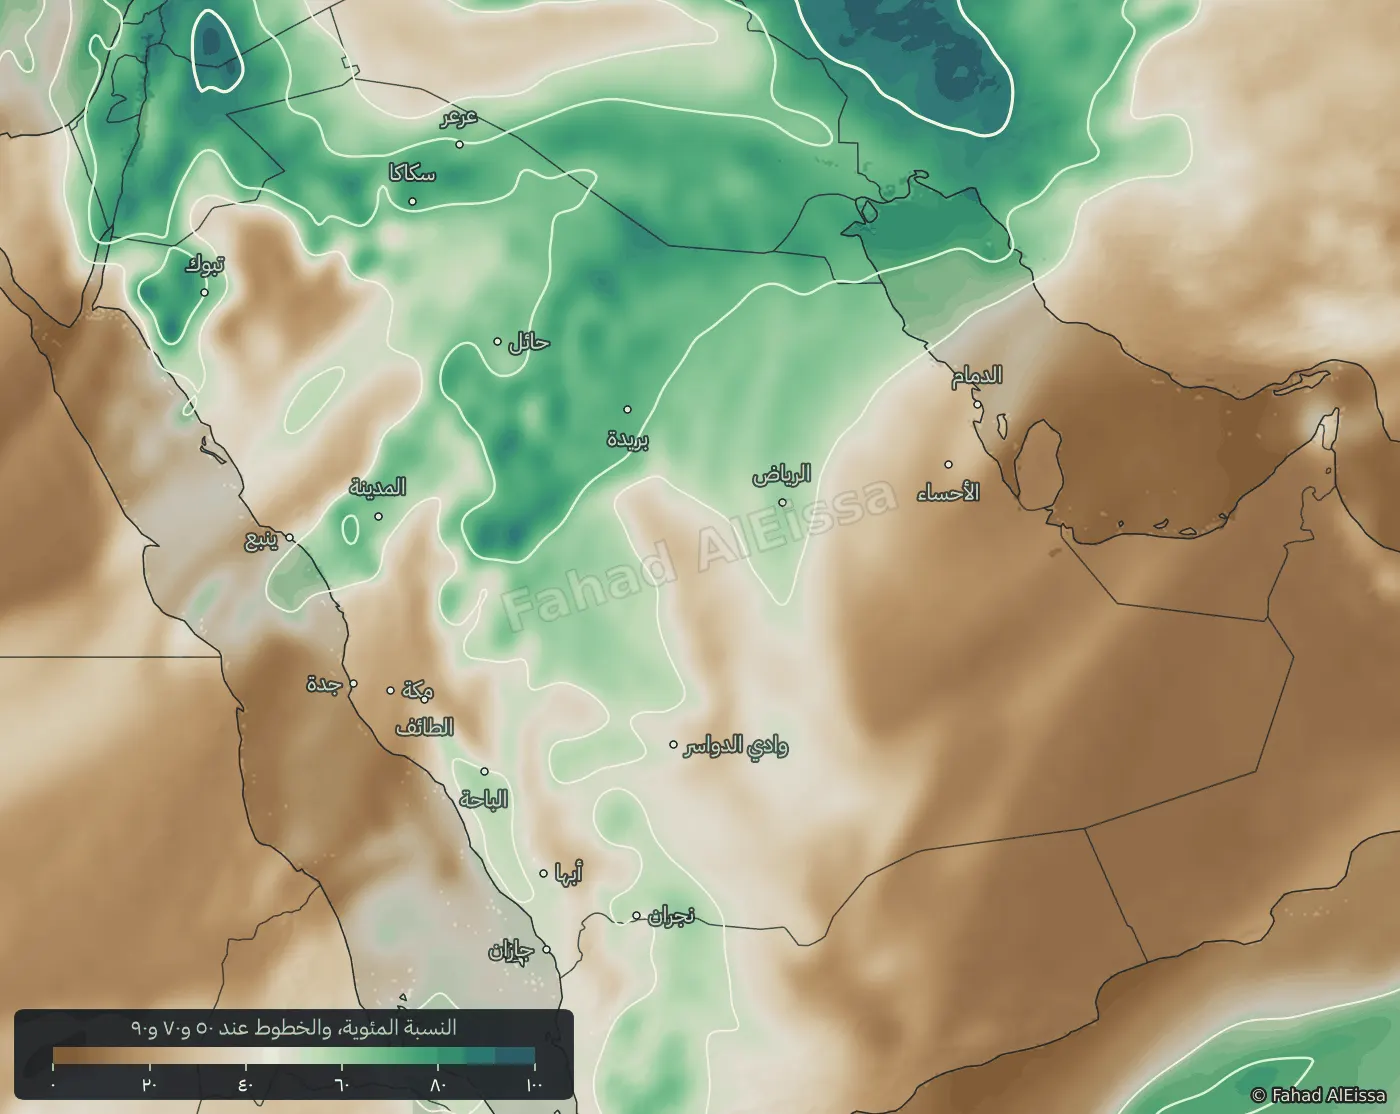 عرعر
سكاكا
تبوك
حائل
الدمام
بريدة
الرياض
الأحساء
المدينة
ينبع
Fahad AlEissa
جدة
مكة
الطائف
وادي الدواسر
الباحة
أبها
نجران
جازان
النسبة المئوية، والخطوط عند ٥٠ و٧٠ و٩٠
٠ ٢٠ ٤٠ ٦٠ ٨٠ ١٠٠
© Fahad AlEissa